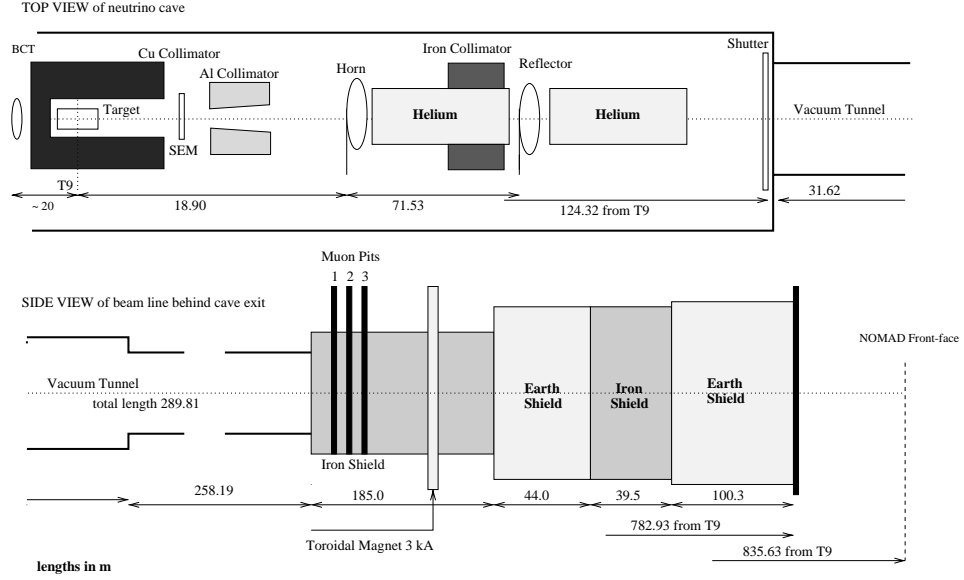 TOP VIEW of neutrino cave
BCT
Cu Collimator
Al Collimator
Horn
Iron Collimator
Reflector
Shutter
Target
Helium
Helium
Vacuum Tunnel
SEM
T9
~ 20
18.90
71.53
124.32 from T9
31.62
Muon Pits
1 2 3
SIDE VIEW of beam line behind cave exit
NOMAD Front-face
Vacuum Tunnel
total length 289.81
Earth
Shield
Iron
Shield
Earth
Shield
Iron Shield
258.19
185.0
44.0
39.5
100.3
782.93 from T9
Toroidal Magnet 3 kA
835.63 from T9
lengths in m